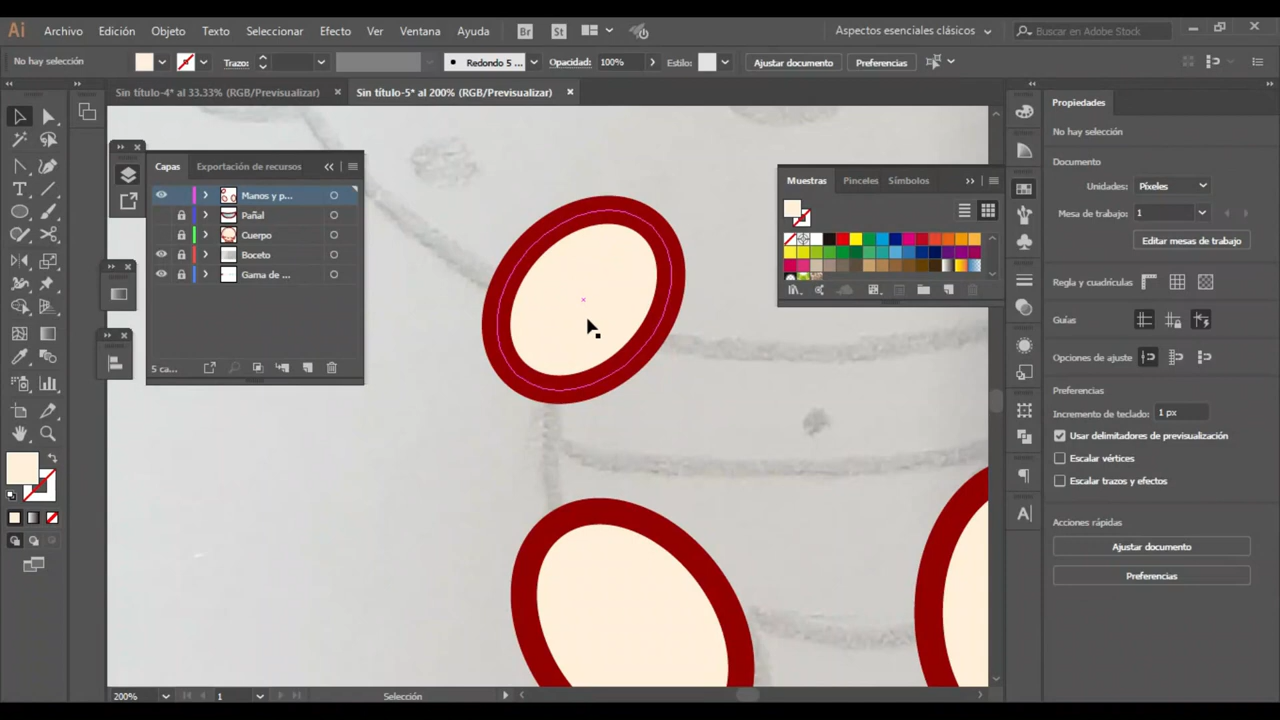 Ai Archivo Edición Objeto Texto Seleccionar Efecto Ver Ventana Ayuda Br St Aspectos esenciales clásicos Buscar en Adobe Stock
No hay selección Trazo: Redondo 5 ... Opacidad: 100% Estilo: Ajustar documento Preferencias
Sin título-4* al 33.33% (RGB/Previsualizar) × Sin título-5* al 200% (RGB/Previsualizar) ×
Propiedades
No hay selección
Documento
Unidades: Píxeles
Mesa de trabajo: 1
Editar mesas de trabajo
Regla y cuadrículas
Guías
Opciones de ajuste
Preferencias
Incremento de teclado: 1 px
Usar delimitadores de previsualización
Escalar vértices
Escalar trazos y efectos
Acciones rápidas
Ajustar documento
Preferencias
Capas Exportación de recursos
Manos y p...
Pañal
Cuerpo
Boceto
Gama de ...
5 ca...
Muestras Pinceles Símbolos
200% 1 Selección